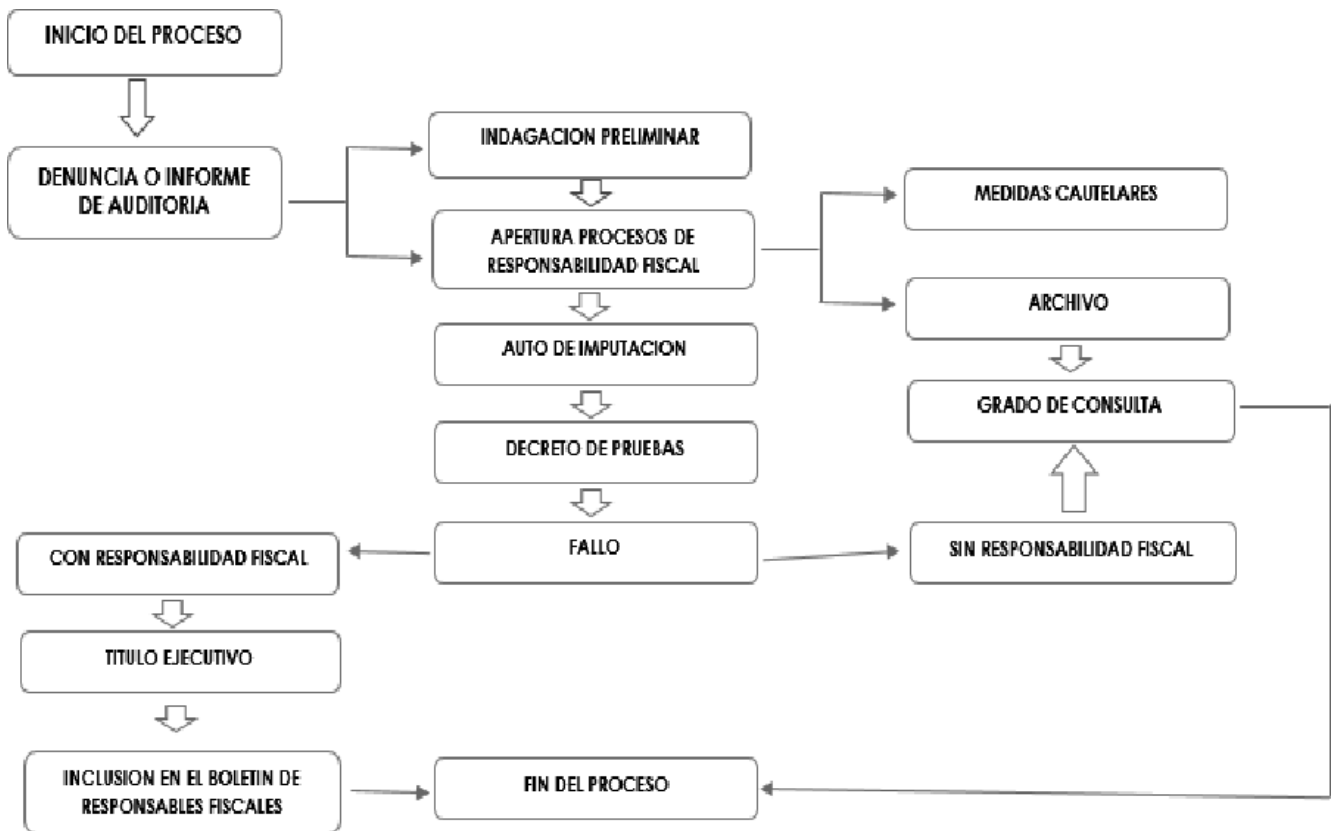 INICIO DEL PROCESO
DENUNCIA O INFORME
DE AUDITORIA
INDAGACION PRELIMINAR
APERTURA PROCESOS DE
RESPONSABILIDAD FISCAL
MEDIDAS CAUTELARES
ARCHIVO
AUTO DE IMPUTACION
GRADO DE CONSULTA
DECRETO DE PRUEBAS
FALLO
CON RESPONSABILIDAD FISCAL
SIN RESPONSABILIDAD FISCAL
TITULO EJECUTIVO
INCLUSION EN EL BOLETIN DE
RESPONSABLES FISCALES
FIN DEL PROCESO